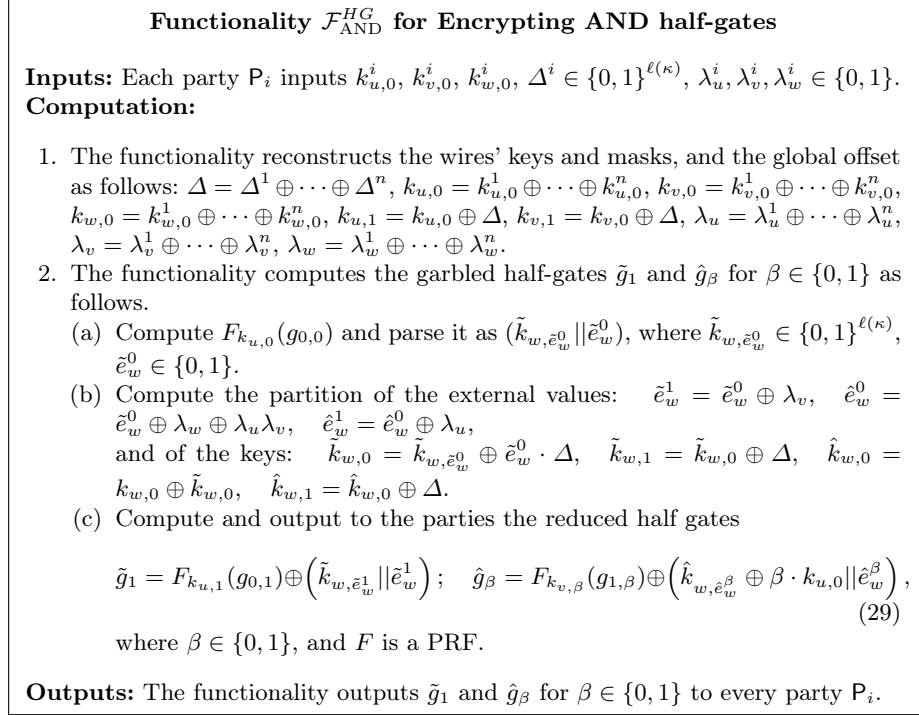 Functionality $\mathcal{F}_{\text{AND}}^{HG}$ for Encrypting AND half-gates
Inputs: Each party $\mathsf{P}_i$ inputs $k_{u,0}^i, k_{v,0}^i, k_{w,0}^i, \Delta^i \in \{0,1\}^{\ell(\kappa)}, \lambda_u^i, \lambda_v^i, \lambda_w^i \in \{0,1\}$.
Computation:
1. The functionality reconstructs the wires' keys and masks, and the global offset
as follows: $\Delta = \Delta^1 \oplus \cdots \oplus \Delta^n$, $k_{u,0} = k_{u,0}^1 \oplus \cdots \oplus k_{u,0}^n$, $k_{v,0} = k_{v,0}^1 \oplus \cdots \oplus k_{v,0}^n$,
$k_{w,0} = k_{w,0}^1 \oplus \cdots \oplus k_{w,0}^n$, $k_{u,1} = k_{u,0} \oplus \Delta$, $k_{v,1} = k_{v,0} \oplus \Delta$, $\lambda_u = \lambda_u^1 \oplus \cdots \oplus \lambda_u^n$,
$\lambda_v = \lambda_v^1 \oplus \cdots \oplus \lambda_v^n$, $\lambda_w = \lambda_w^1 \oplus \cdots \oplus \lambda_w^n$.
2. The functionality computes the garbled half-gates $\tilde{g}_1$ and $\hat{g}_\beta$ for $\beta \in \{0,1\}$ as
follows.
(a) Compute $F_{k_{u,0}}(g_{0,0})$ and parse it as $(\tilde{k}_{w,\tilde{e}_w^0} || \tilde{e}_w^0)$, where $\tilde{k}_{w,\tilde{e}_w^0} \in \{0,1\}^{\ell(\kappa)}$,
$\tilde{e}_w^0 \in \{0,1\}$.
(b) Compute the partition of the external values: $\tilde{e}_w^1 = \tilde{e}_w^0 \oplus \lambda_v$, $\hat{e}_w^0 =$
$\tilde{e}_w^0 \oplus \lambda_w \oplus \lambda_u \lambda_v$, $\hat{e}_w^1 = \hat{e}_w^0 \oplus \lambda_u$,
and of the keys: $\tilde{k}_{w,0} = \tilde{k}_{w,\tilde{e}_w^0} \oplus \tilde{e}_w^0 \cdot \Delta$, $\tilde{k}_{w,1} = \tilde{k}_{w,0} \oplus \Delta$, $\hat{k}_{w,0} =$
$k_{w,0} \oplus \tilde{k}_{w,0}$, $\hat{k}_{w,1} = \hat{k}_{w,0} \oplus \Delta$.
(c) Compute and output to the parties the reduced half gates
$\tilde{g}_1 = F_{k_{u,1}}(g_{0,1}) \oplus \left(\tilde{k}_{w,\tilde{e}_w^1} || \tilde{e}_w^1\right); \quad \hat{g}_\beta = F_{k_{v,\beta}}(g_{1,\beta}) \oplus \left(\hat{k}_{w,\hat{e}_w^\beta} \oplus \beta \cdot k_{u,0} || \hat{e}_w^\beta\right),$
(29)
where $\beta \in \{0,1\}$, and $F$ is a PRF.
Outputs: The functionality outputs $\tilde{g}_1$ and $\hat{g}_\beta$ for $\beta \in \{0,1\}$ to every party $\mathsf{P}_i$.